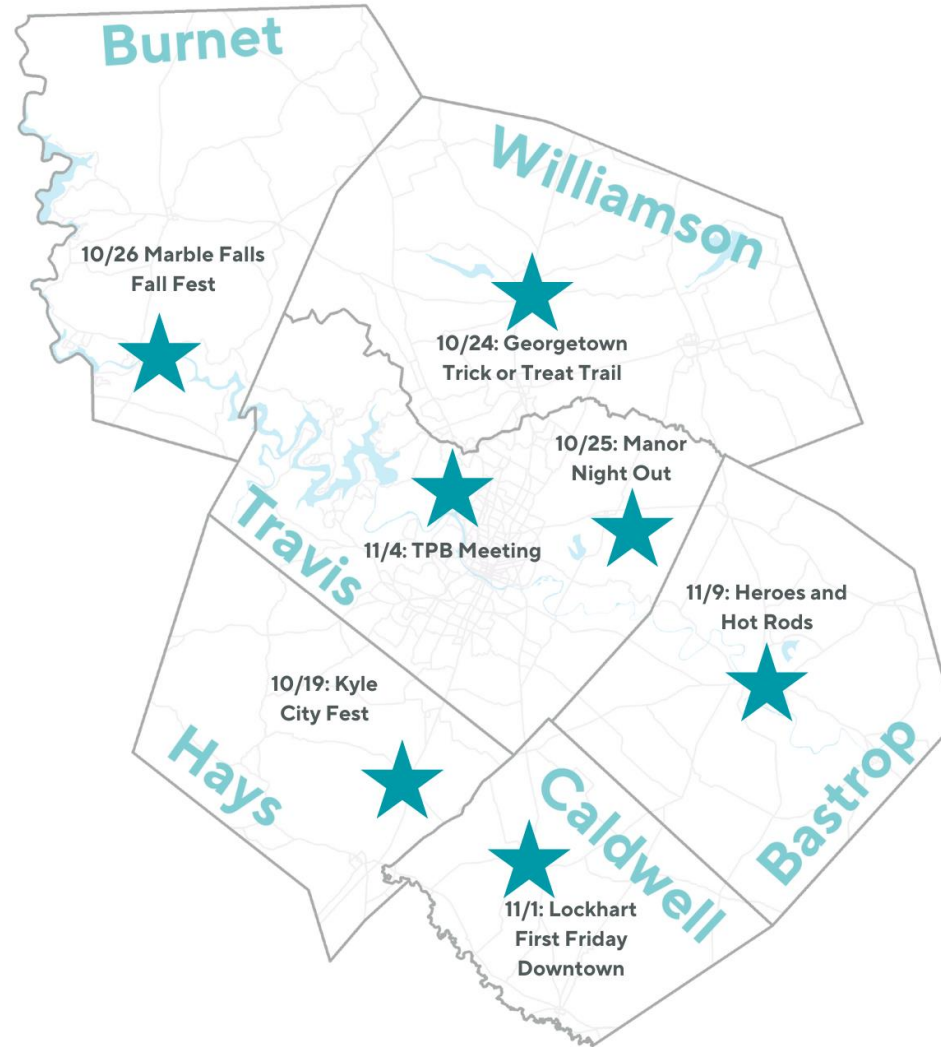 Burnet
Williamson
10/26 Marble Falls
Fall Fest
10/24: Georgetown
Trick or Treat Trail
10/25: Manor
Night Out
Travis
11/4: TPB Meeting
11/9: Heroes and
Hot Rods
10/19: Kyle
City Fest
Hays
Caldwell
Bastrop
11/1: Lockhart
First Friday
Downtown